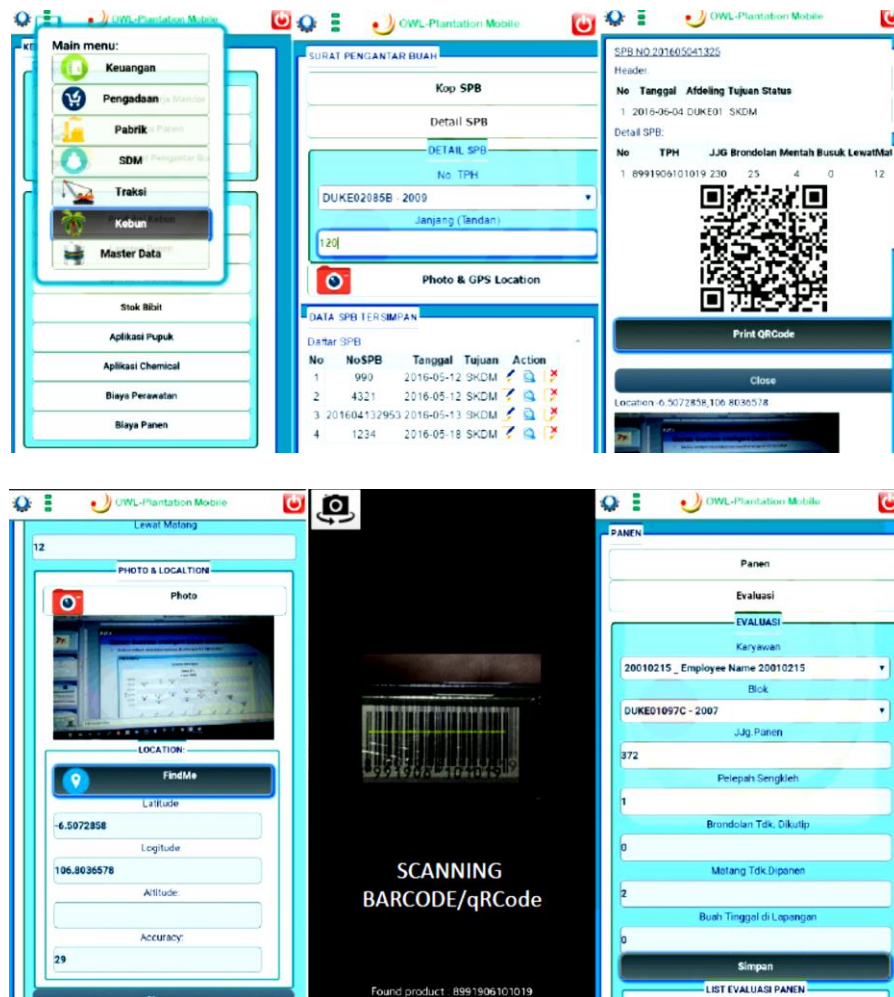 OWL-Plantation Mobile
Main menu:
Keuangan
Pengadaan
Pabrik
SDM
Traksi
Kebun
Master Data
Stok Bibit
Aplikasi Pupuk
Aplikasi Chemical
Biaya Perawatan
Biaya Panen
OWL-Plantation Mobile
SURAT PENGANTAR BUAH
Kop SPB
Detail SPB
DETAIL SPB
No. TPH
DUKE02085B - 2009
Janjang (Tandan)
120
Photo & GPS Location
DATA SPB TERSIMPAN
Daftar SPB
No NoSPB Tanggal Tujuan Action
1 990 2016-05-12 SKDM
2 4321 2016-05-12 SKDM
3 201604132953 2016-05-13 SKDM
4 1234 2016-05-18 SKDM
OWL-Plantation Mobile
SPB NO.201605041325
Header:
No Tanggal Afdeling Tujuan Status
1 2016-06-04 DUKE01 SKDM
Detail SPB:
No TPH JJG Brondolan Mentah Busuk LewatMat
1 8991906101019 230 25 4 0 12
Print QRCode
Close
Location -6.5072858,106.8036578
OWL-Plantation Mobile
Lewat Matang
12
PHOTO & LOCALTION
Photo
LOCATION:
FindMe
Latitude
-6.5072858
Logitude
106.8036578
Altitude:
Accuracy:
29
SCANNING
BARCODE/qRCode
Found product : 8991906101019
OWL-Plantation Mobile
PANEN
Panen
Evaluasi
EVALUASI
Karyawan
20010215 _ Employee Name 20010215
Blok
DUKE01097C - 2007
JJg.Panen
372
Pelepah Sengkleh
1
Brondolan Tdk. Dikutip
0
Matang Tdk.Dipanen
2
Buah Tinggal di Lapangan
0
Simpan
LIST EVALUASI PANEN